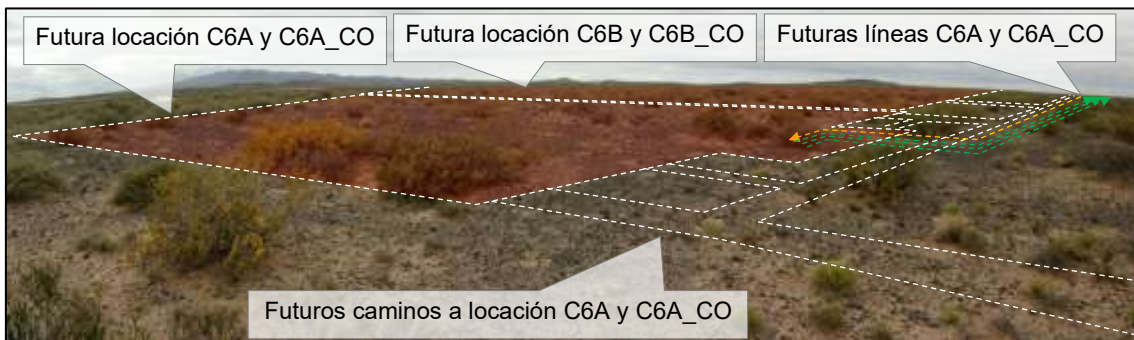 Futura locación C6A y C6A_CO
Futura locación C6B y C6B_CO
Futuras líneas C6A y C6A_CO
Futuros caminos a locación C6A y C6A_CO